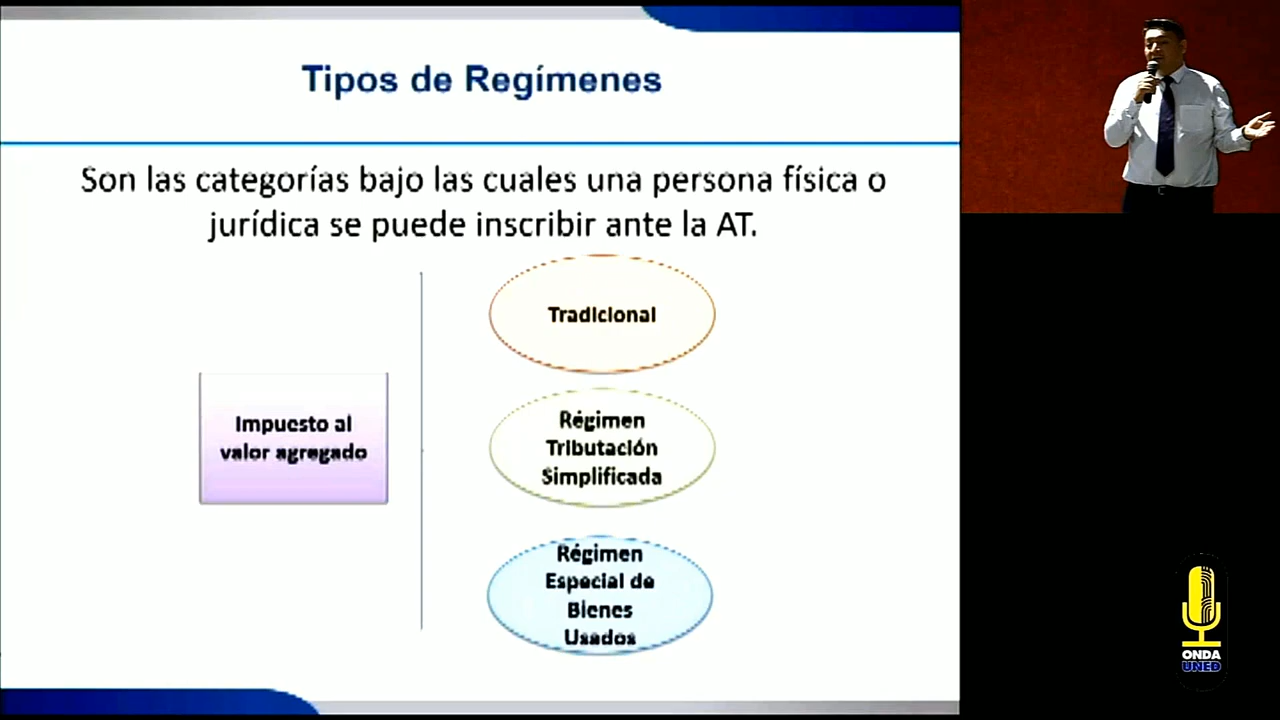 Tipos de Regímenes
Son las categorías bajo las cuales una persona física o
jurídica se puede inscribir ante la AT.
Impuesto al
valor agregado
Tradicional
Régimen
Tributación
Simplificada
Régimen
Especial de
Bienes
Usados
ONDA
UNED